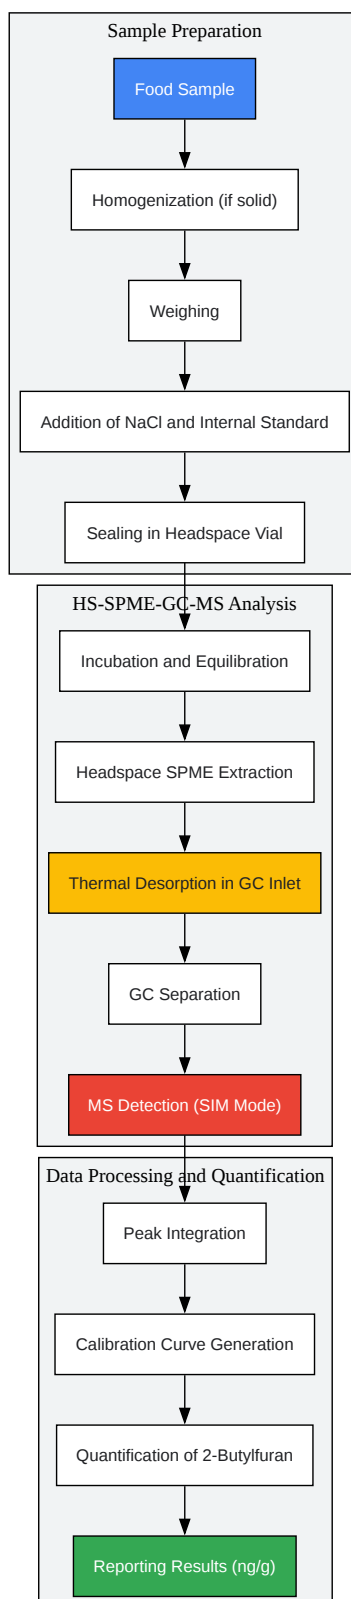 Sample Preparation
Food Sample
Homogenization (if solid)
Weighing
Addition of NaCl and Internal Standard
Sealing in Headspace Vial
HS-SPME-GC-MS Analysis
Incubation and Equilibration
Headspace SPME Extraction
Thermal Desorption in GC Inlet
GC Separation
MS Detection (SIM Mode)
Data Processing and Quantification
Peak Integration
Calibration Curve Generation
Quantification of 2-Butylfuran
Reporting Results (ng/g)